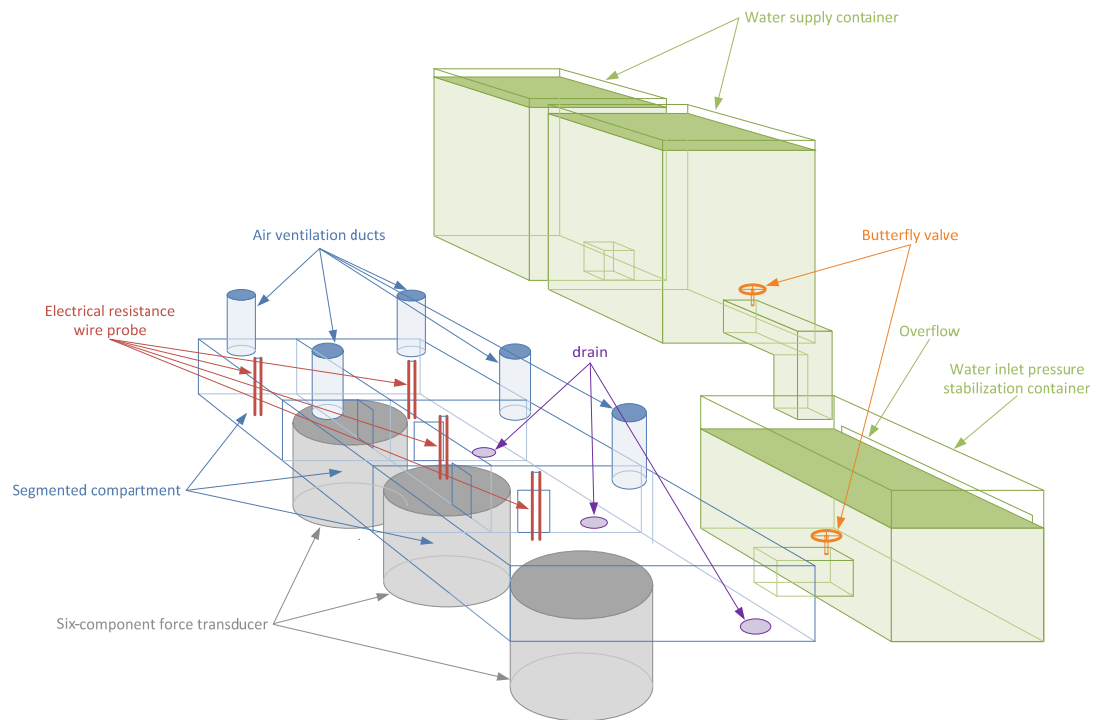 Water supply container
Air ventilation ducts
Butterfly valve
Electrical resistance
wire probe
Overflow
drain
Water inlet pressure
stabilization container
Segmented compartment
Six-component force transducer